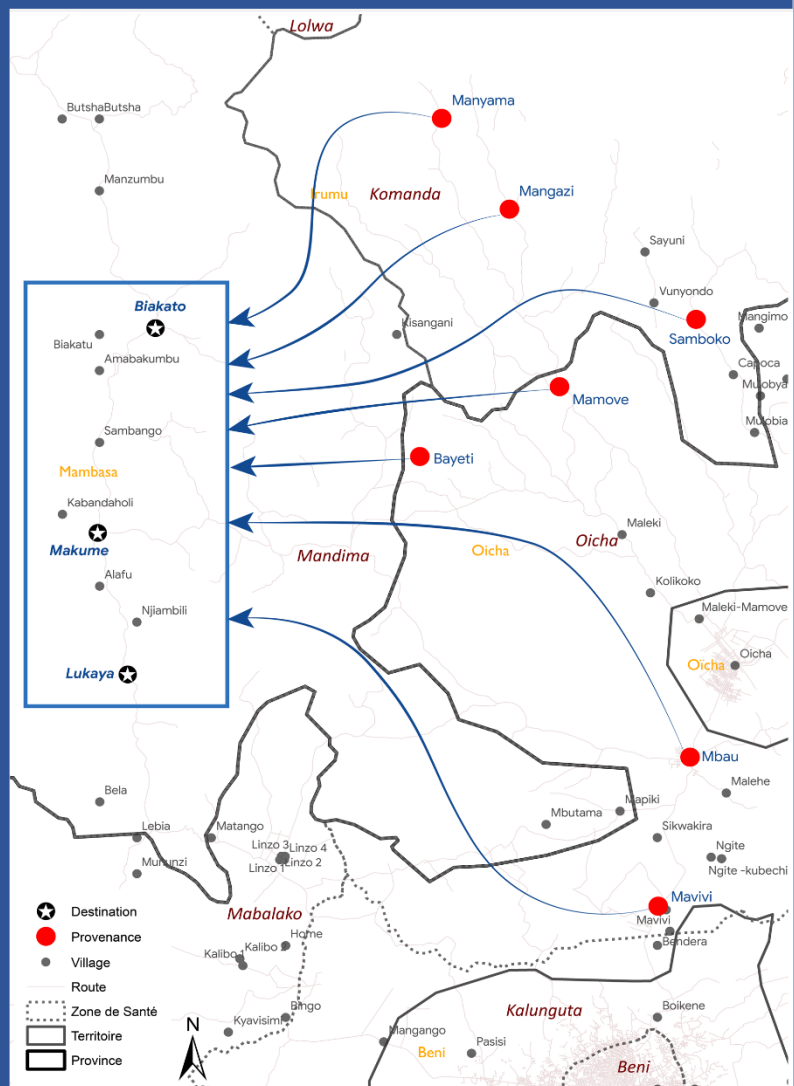 Lolwa
ButshaButsha
Manyama
Manzumbu
Irumu
Komanda
Mangazi
Sayuni
Vunyondo
Biakato
Biakatu
Kisangani
Samboko
Mangimo
Amabakumbu
Capoca
Mamove
Mulobya
Sambango
Mulobia
Bayeti
Mambasa
Kabandaholi
Maleki
Makume
Mandima
Oicha
Oicha
Alafu
Kolikoko
Njiambili
Maleki-Mamove
Oicha
Lukaya
Oïcha
Mbau
Bela
Malehe
Mapiki
Mbutama
Lebia
Matango
Sikwakira
Linzo 3
Linzo 4
Linzo 1
Linzo 2
Ngite
Ngite -kubechi
Murunzi
Mavivi
Mabalako
Mavivi
Home
Kalibo 2
Kalibo 1
Bendera
Bingo
Kalunguta
Boikene
Kyavisimi
Mangango
Beni
Pasisi
Beni
Destination
Provenance
Village
Route
Zone de Santé
Territoire
Province
N